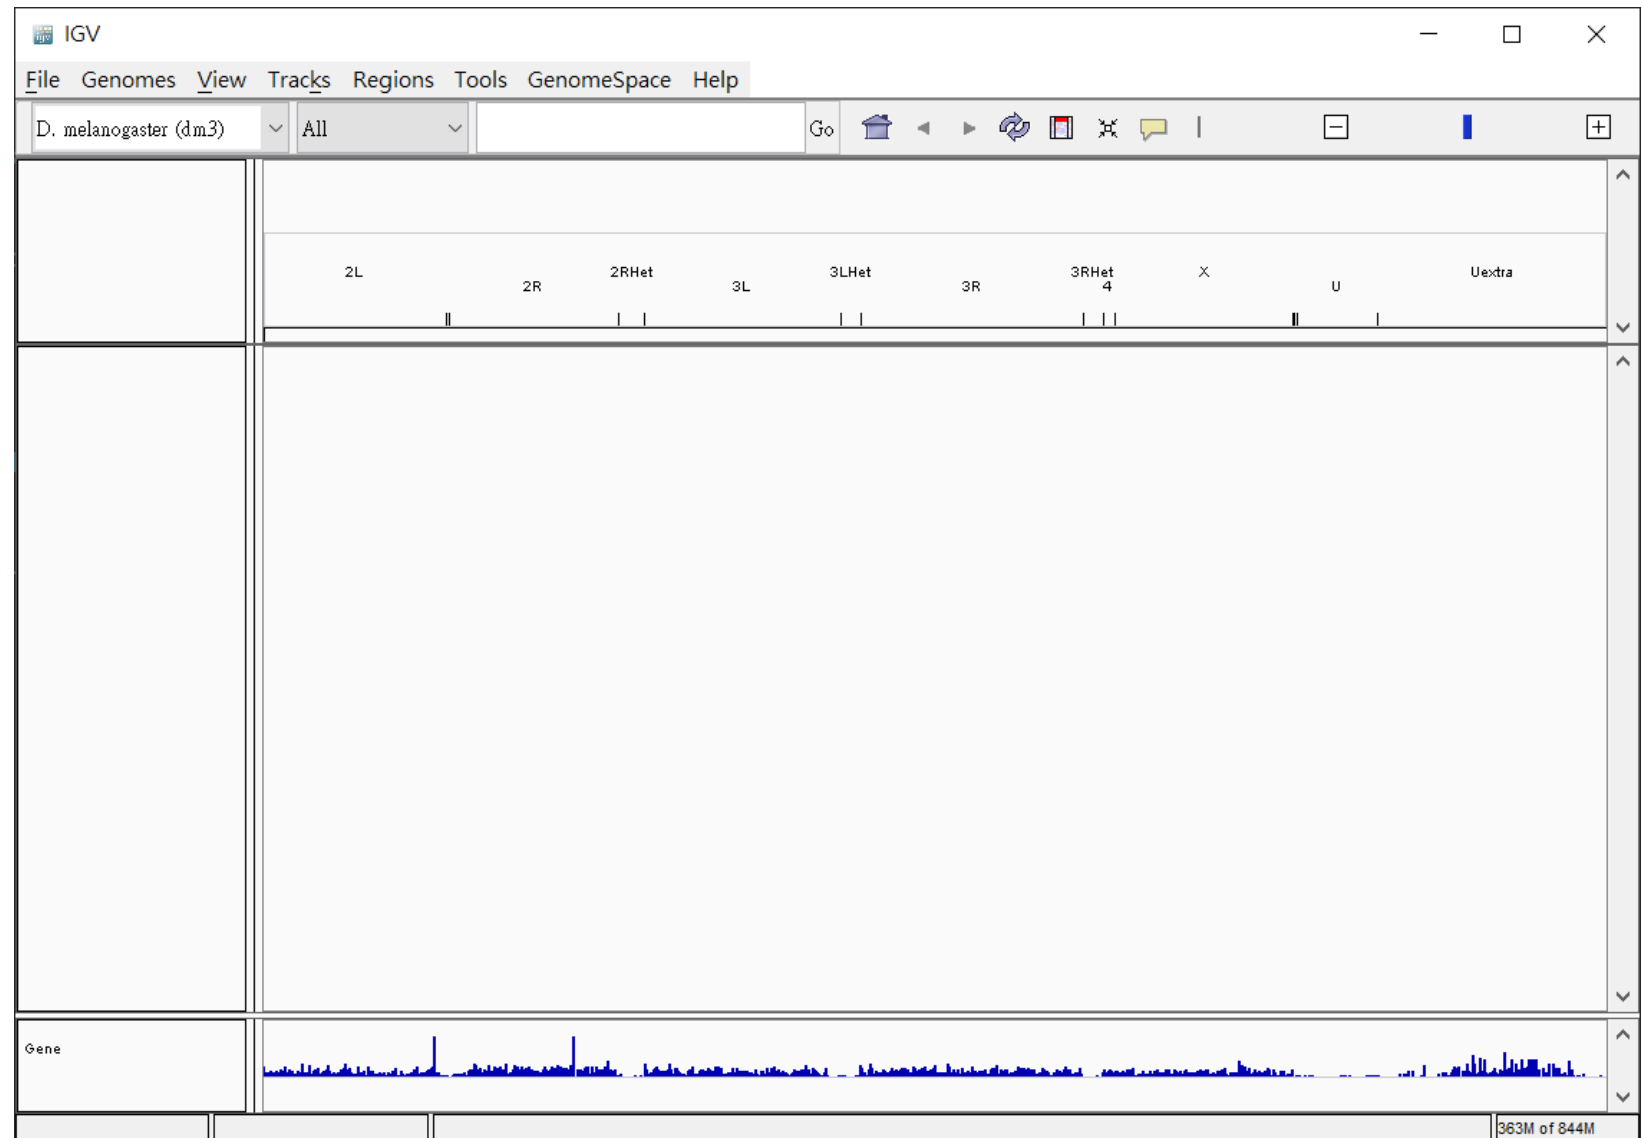 IGV
File Genomes View Tracks Regions Tools GenomeSpace Help
D. melanogaster (dm3) All Go
2L 2RHet 3LHet 3RHet X Uextra
2R 3L 3R 4 U
Gene
363M of 844M